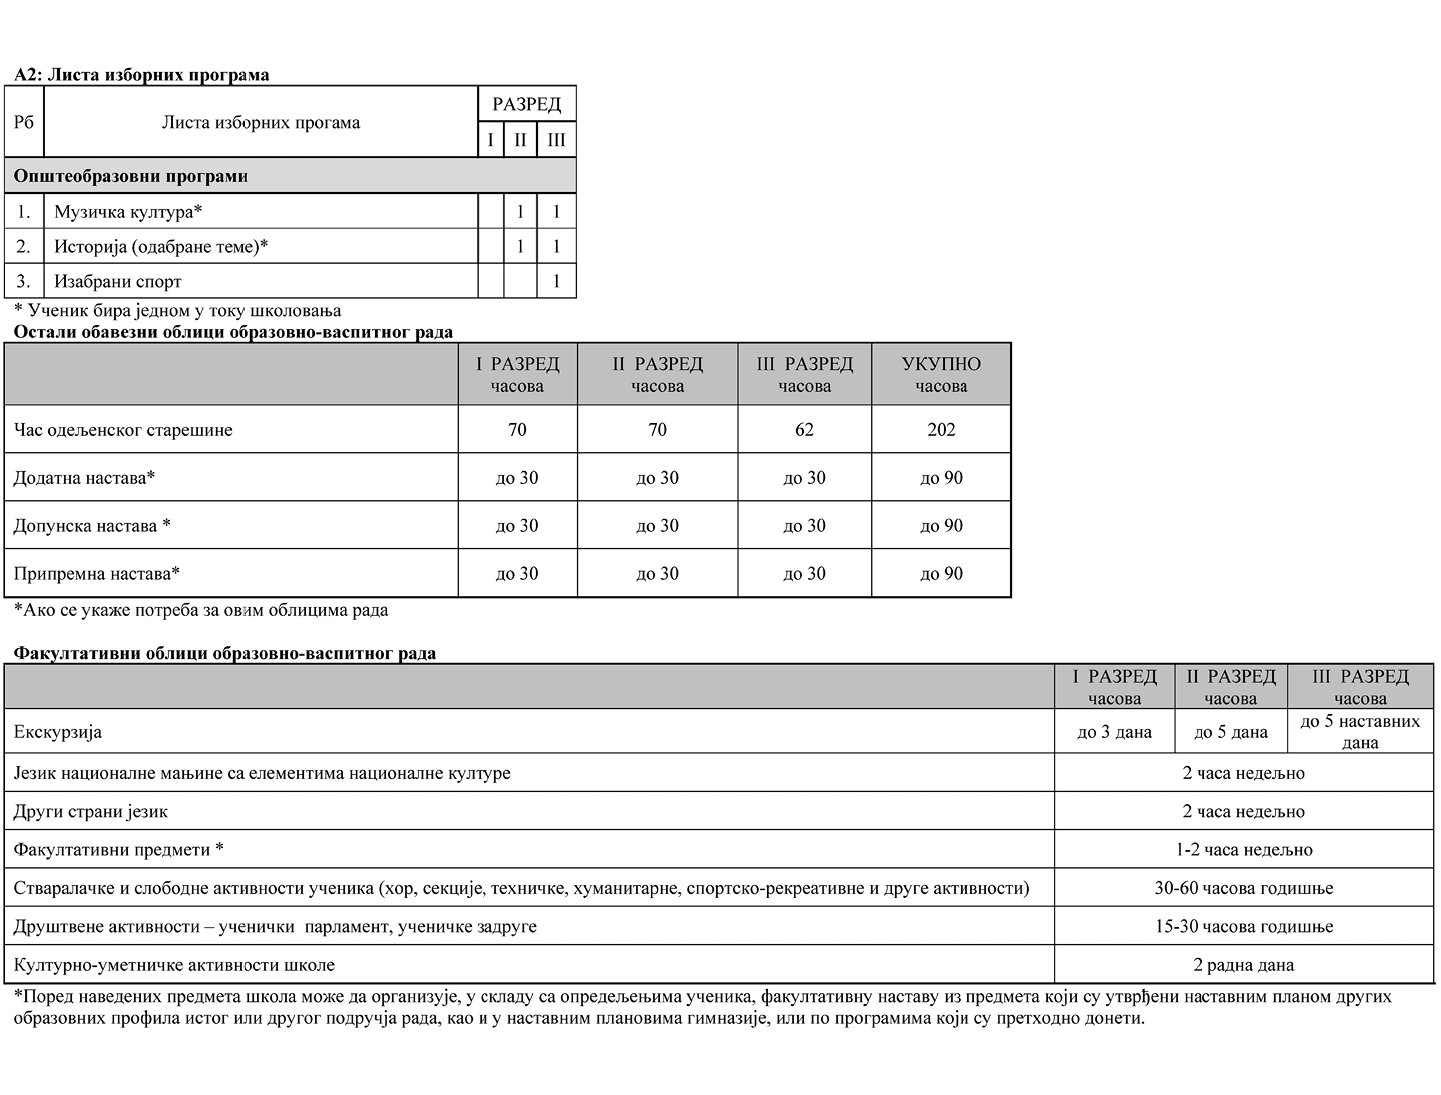 А2: Листа изборних програма
Рб Листа изборних прогама РАЗРЕД
I II III
Општеобразовни програми
1. Музичка култура* 1 1
2. Историја (одабране теме)* 1 1
3. Изабрани спорт 1
* Ученик бира једном у току школовања
Остали обавезни облици образовно-васпитног рада
I РАЗРЕД II РАЗРЕД III РАЗРЕД УКУПНО
часова часова часова часова
Час одељенског старешине 70 70 62 202
Додатна настава* до 30 до 30 до 30 до 90
Допунска настава * до 30 до 30 до 30 до 90
Припремна настава* до 30 до 30 до 30 до 90
*Ако се укаже потреба за овим облицима рада
Факултативни облици образовно-васпитног рада
I РАЗРЕД II РАЗРЕД III РАЗРЕД
часова часова часова
Екскурзија до 3 дана до 5 дана до 5 наставних
дана
Језик националне мањине са елементима националне културе 2 часа недељно
Други страни језик 2 часа недељно
Факултативни предмети * 1-2 часа недељно
Стваралачке и слободне активности ученика (хор, секције, техничке, хуманитарне, спортско-рекреативне и друге активности) 30-60 часова годишње
Друштвене активности – ученички парламент, ученичке задруге 15-30 часова годишње
Културно-уметничке активности школе 2 радна дана
*Поред наведених предмета школа може да организује, у складу са опредељењима ученика, факултативну наставу из предмета који су утврђени наставним планом других
образовних профила истог или другог подручја рада, као и у наставним плановима гимназије, или по програмима који су претходно донети.